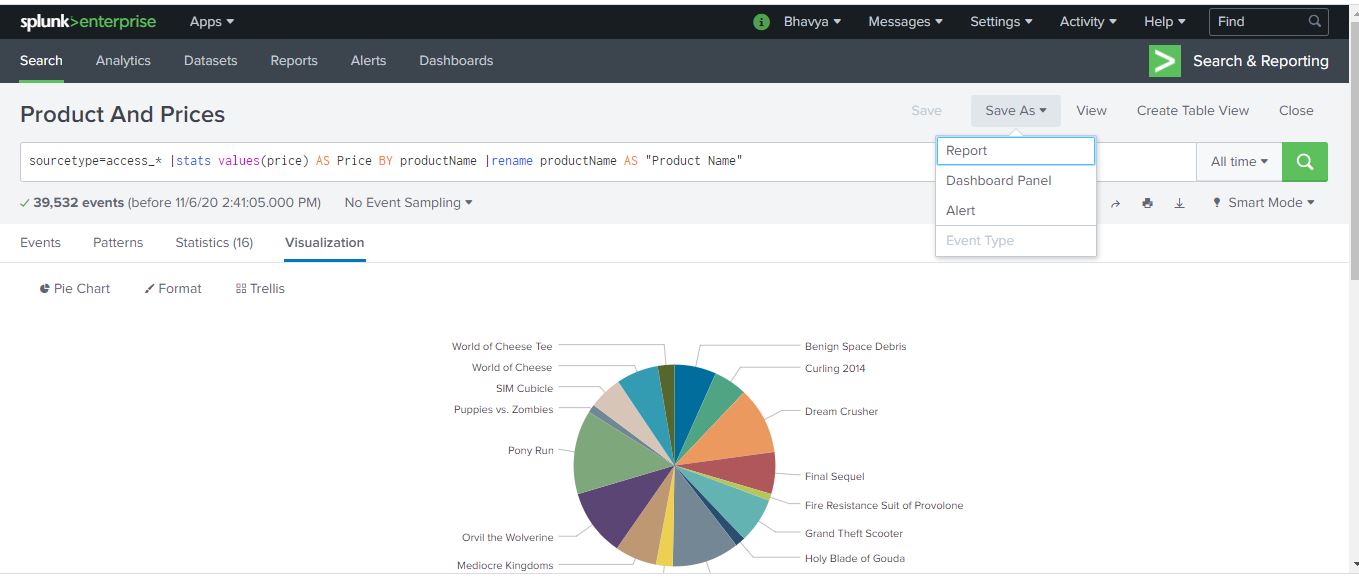 splunk>enterprise Apps Bhavya Messages Settings Activity Help Find
Search Analytics Datasets Reports Alerts Dashboards Search & Reporting
Product And Prices Save Save As View Create Table View Close
Report
sourcetype=access_* |stats values(price) AS Price BY productName |rename productName AS "Product Name" All time
Dashboard Panel
39,532 events (before 11/6/20 2:41:05.000 PM) No Event Sampling Smart Mode
Alert
Event Type
Events Patterns Statistics (16) Visualization
Pie Chart Format Trellis
World of Cheese Tee Benign Space Debris
World of Cheese Curling 2014
SIM Cubicle
Puppies vs. Zombies Dream Crusher
Pony Run
Final Sequel
Fire Resistance Suit of Provolone
Orvil the Wolverine Grand Theft Scooter
Mediocre Kingdoms Holy Blade of Gouda